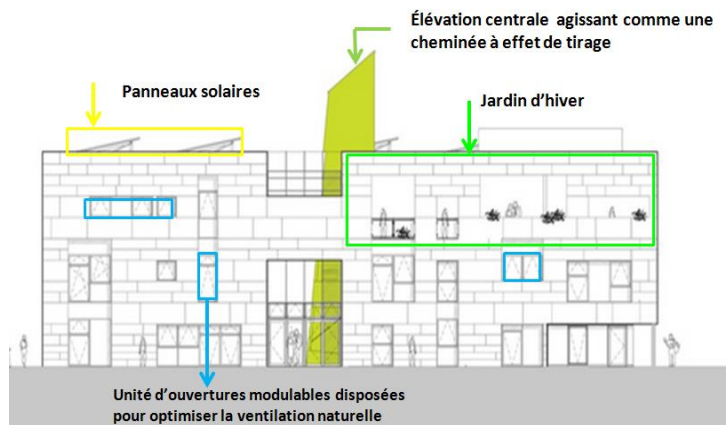 Élévation centrale agissant comme une
cheminée à effet de tirage
Panneaux solaires
Jardin d'hiver
Unité d'ouvertures modulables disposées
pour optimiser la ventilation naturelle